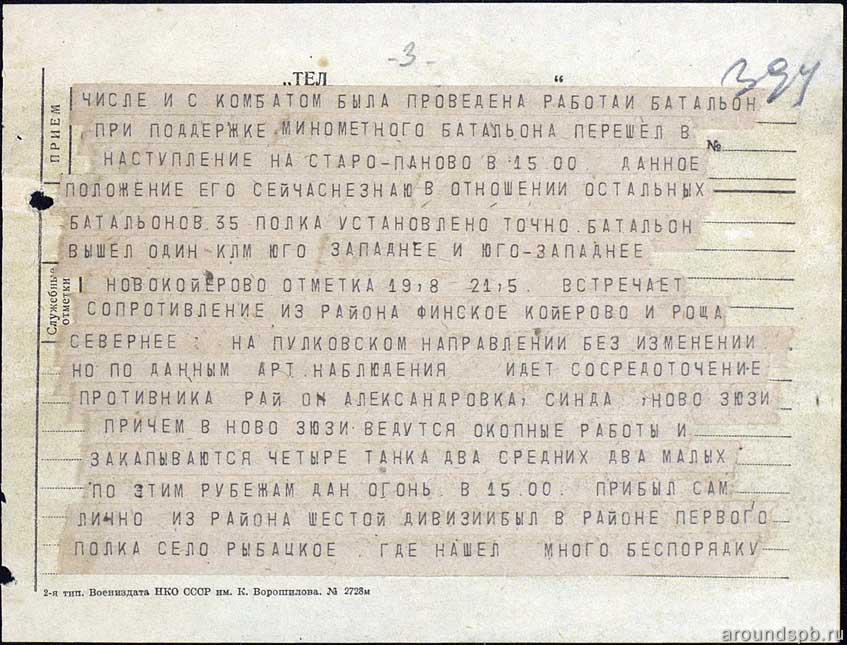 -3-
„ТЕЛ “
394
ПРИЕМ
№
ЧИСЛЕ И С КОМБАТОМ БЫЛА ПРОВЕДЕНА РАБОТАИ БАТАЛЬОН
ПРИ ПОДДЕРЖКЕ МИНОМЕТНОГО БАТАЛЬОНА ПЕРЕШЕЛ В
НАСТУПЛЕНИЕ НА СТАРО-ПАНОВО В 15.00. ДАННОЕ
ПОЛОЖЕНИЕ ЕГО СЕЙЧАСНЕЗНАЮ В ОТНОШЕНИИ ОСТАЛЬНЫХ
БАТАЛЬОНОВ.35 ПОЛКА УСТАНОВЛЕНО ТОЧНО.БАТАЛЬОН
ВЫШЕЛ ОДИН КЛМ ЮГО ЗАПАДНЕЕ И ЮГО-ЗАПАДНЕЕ
Служебные отметки
НОВОКОЙЕРОВО ОТМЕТКА 19,8 21,5. ВСТРЕЧАЕТ
СОПРОТИВЛЕНИЕ ИЗ РАЙОНА ФИНСКОЕ КОЙЕРОВО И РОЩА
СЕВЕРНЕЕ : НА ПУЛКОВСКОМ НАПРАВЛЕНИИ БЕЗ ИЗМЕНЕНИИ.
НО ПО ДАННЫМ АРТ.НАБЛЮДЕНИЯ ИДЕТ СОСРЕДОТОЧЕНИЕ
ПРОТИВНИКА РАЙ ОН АЛЕКСАНДРОВКА, СИНДА ,НОВО ЗЮЗИ
ПРИЧЕМ В НОВО ЗЮЗИ ВЕДУТСЯ ОКОПНЫЕ РАБОТЫ И
ЗАКАПЫВАЮТСЯ ЧЕТЫРЕ ТАНКА ДВА СРЕДНИХ ДВА МАЛЫХ
ПО ЭТИМ РУБЕЖАМ ДАН ОГОНЬ. В 15.00. ПРИБЫЛ САМ
ЛИЧНО ИЗ РАЙОНА ШЕСТОЙ ДИВИЗИИБЫЛ В РАЙОНЕ ПЕРВОГО
ПОЛКА СЕЛО РЫБАЦКОЕ . ГДЕ НАШЕЛ МНОГО БЕСПОРЯДКУ
2-я тип. Воениздата НКО СССР им. К. Ворошилова. № 2728м
aroundspb.ru